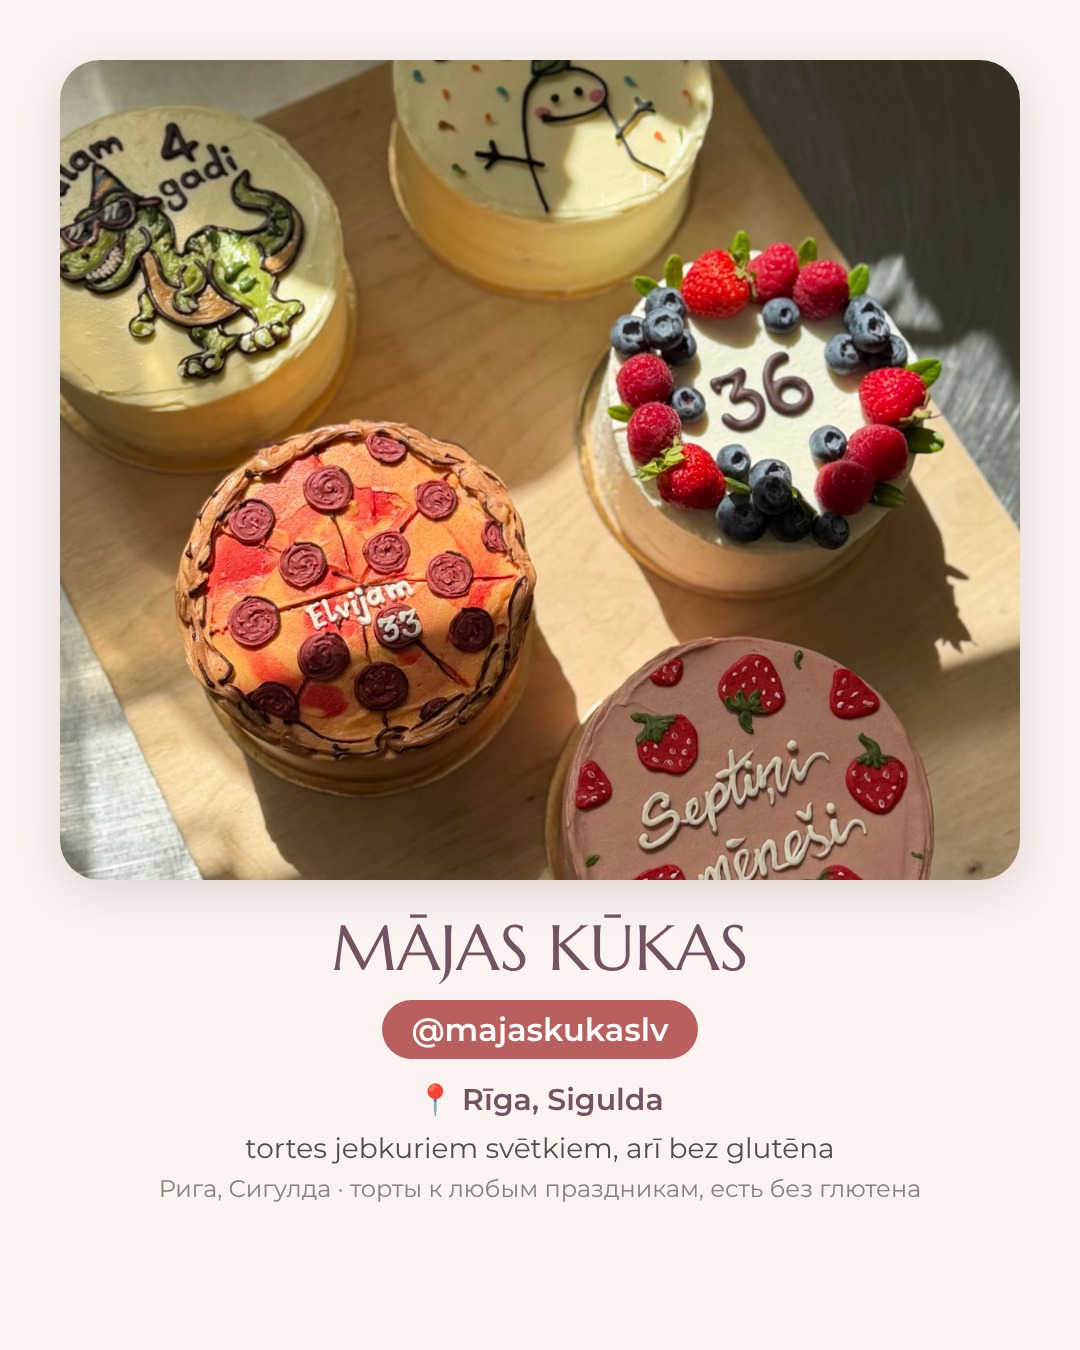 4
gadi
36
Elvijam
33
Septiņi
mēneši
MĀJAS KŪKAS
@majaskukaslv
📍 Rīga, Sigulda
tortes jebkuriem svētkiem, arī bez glutēna
Рига, Сигулда · торты к любым праздникам, есть без глютена